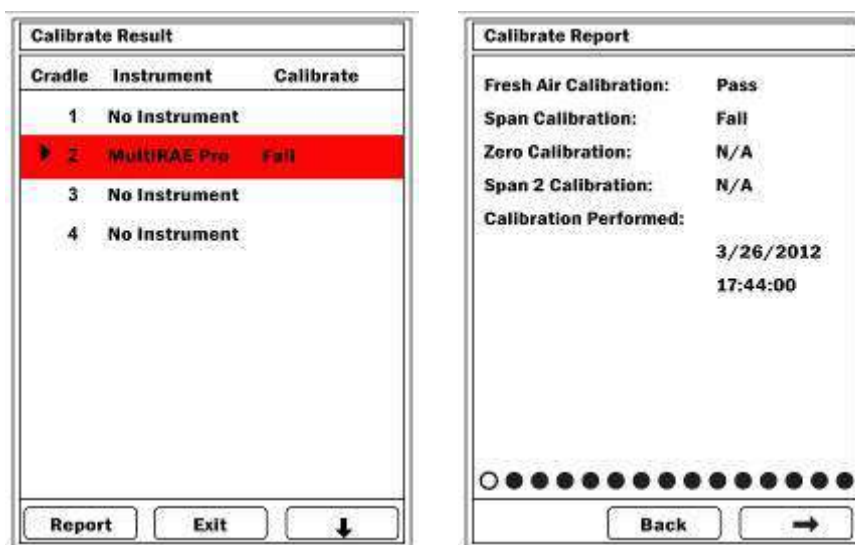 Calibrate Result
Cradle Instrument Calibrate
1 No Instrument
2 MultiRAE Pro Fail
3 No Instrument
4 No Instrument
Report Exit
Calibrate Report
Fresh Air Calibration: Pass
Span Calibration: Fail
Zero Calibration: N/A
Span 2 Calibration: N/A
Calibration Performed:
3/26/2012
17:44:00
Back